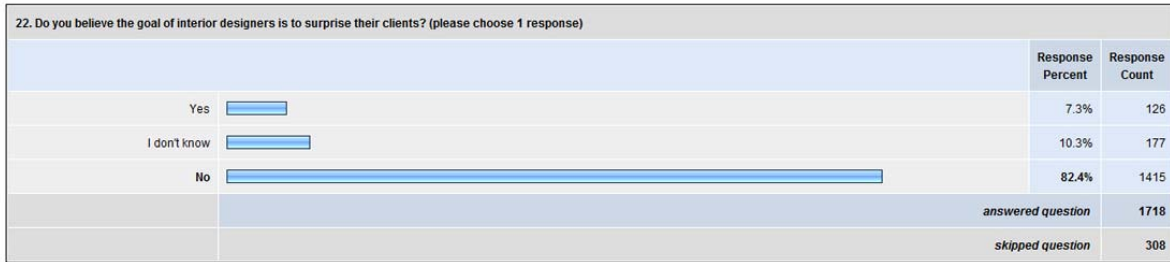 22. Do you believe the goal of interior designers is to surprise their clients? (please choose 1 response)
Response Percent Response Count
Yes 7.3% 126
I don't know 10.3% 177
No 82.4% 1415
answered question 1718
skipped question 308